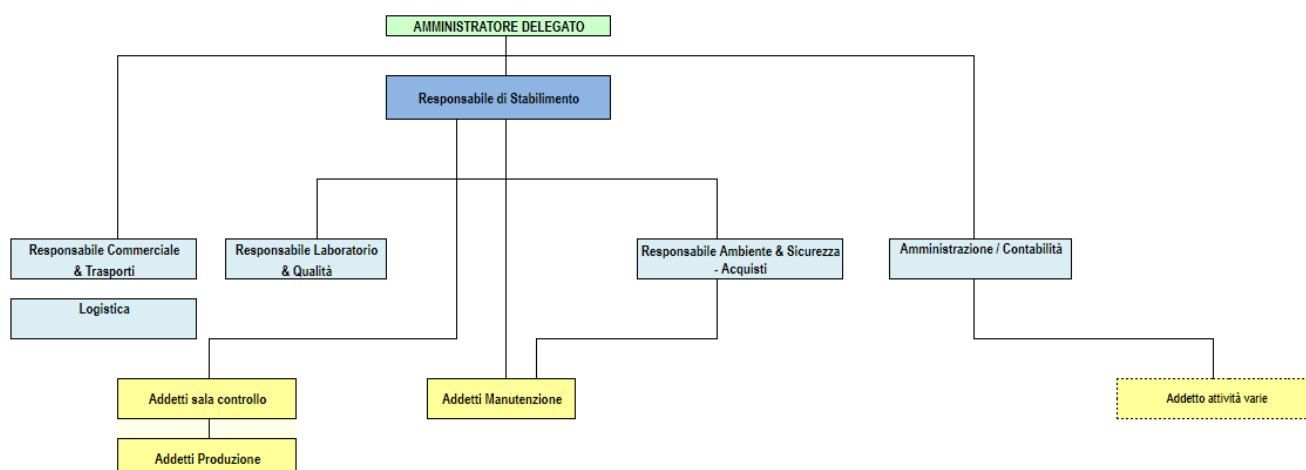 AMMINISTRATORE DELEGATO
Responsabile di Stabilimento
Responsabile Commerciale
& Trasporti
Responsabile Laboratorio
& Qualità
Responsabile Ambiente & Sicurezza
- Acquisti
Amministrazione / Contabilità
Logistica
Addetti sala controllo
Addetti Manutenzione
Addetto attività varie
Addetti Produzione